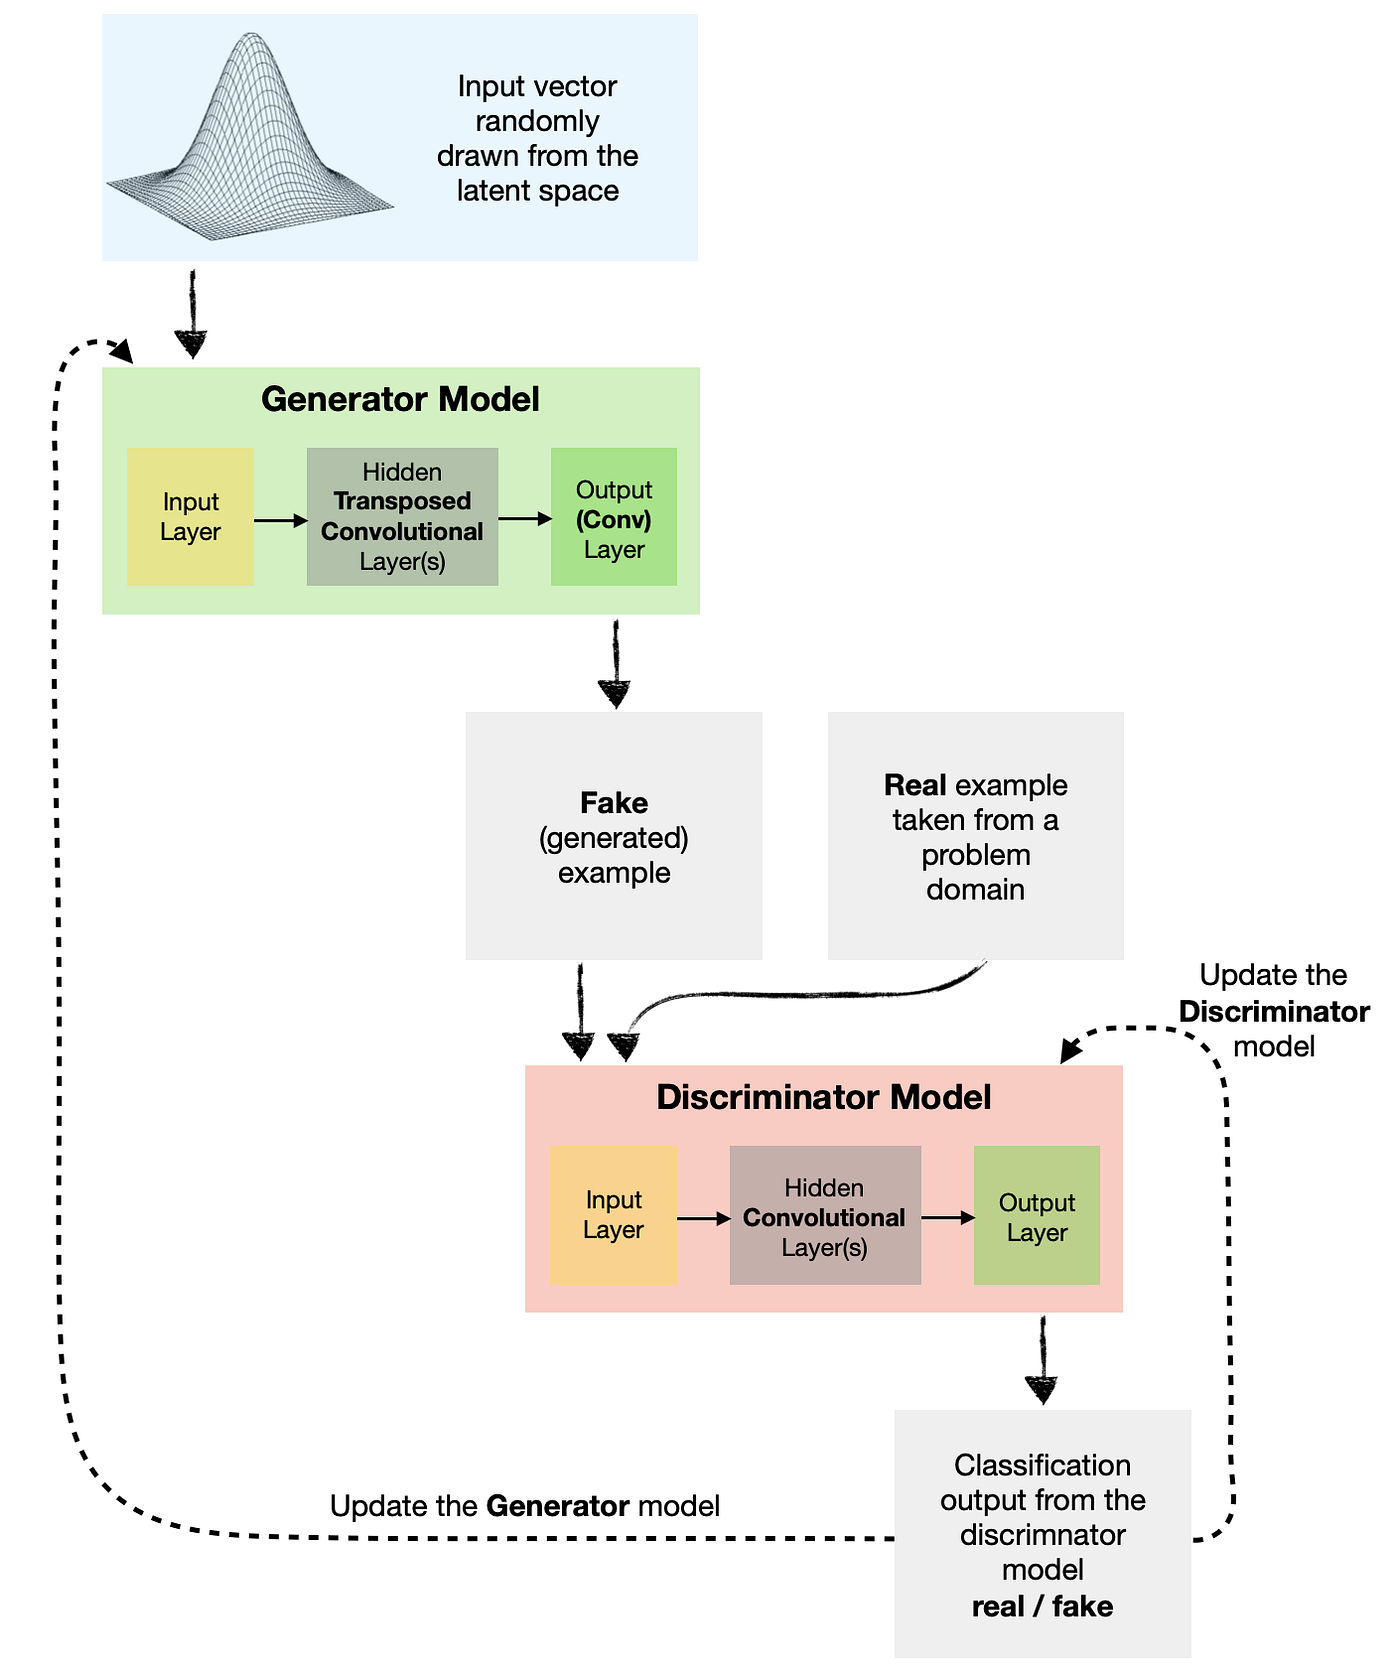 Input vector
randomly
drawn from the
latent space
Generator Model
Input
Layer
Hidden
Transposed
Convolutional
Layer(s)
Output
(Conv)
Layer
Fake
(generated)
example
Real example
taken from a
problem
domain
Update the
Discriminator
model
Discriminator Model
Input
Layer
Hidden
Convolutional
Layer(s)
Output
Layer
Classification
output from the
discrimnator
model
real / fake
Update the Generator model